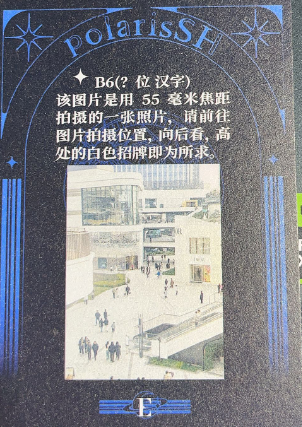 polarisSH
B6(? 位 汉字)
该图片是用 55 毫米焦距
拍摄的一张照片, 请前往
图片拍摄位置, 向后看, 高
处的白色招牌即为所求。
E